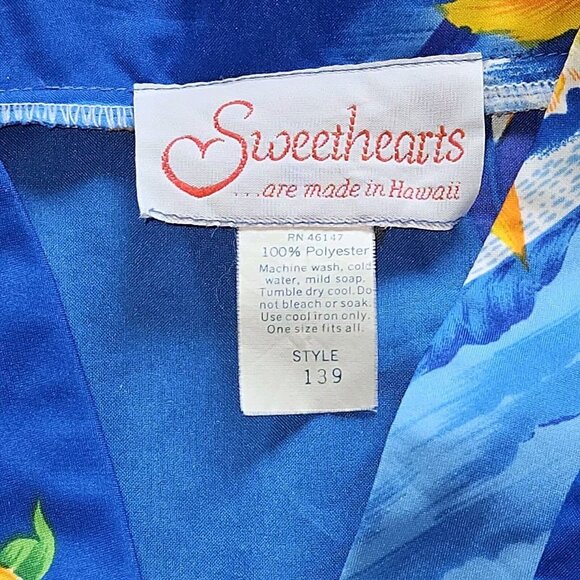 Sweethearts
...are made in Hawaii
RN 46147
100% Polyester
Machine wash, cold
water, mild soap.
Tumble dry cool. Do
not bleach or soak.
Use cool iron only.
One size fits all.
STYLE
139